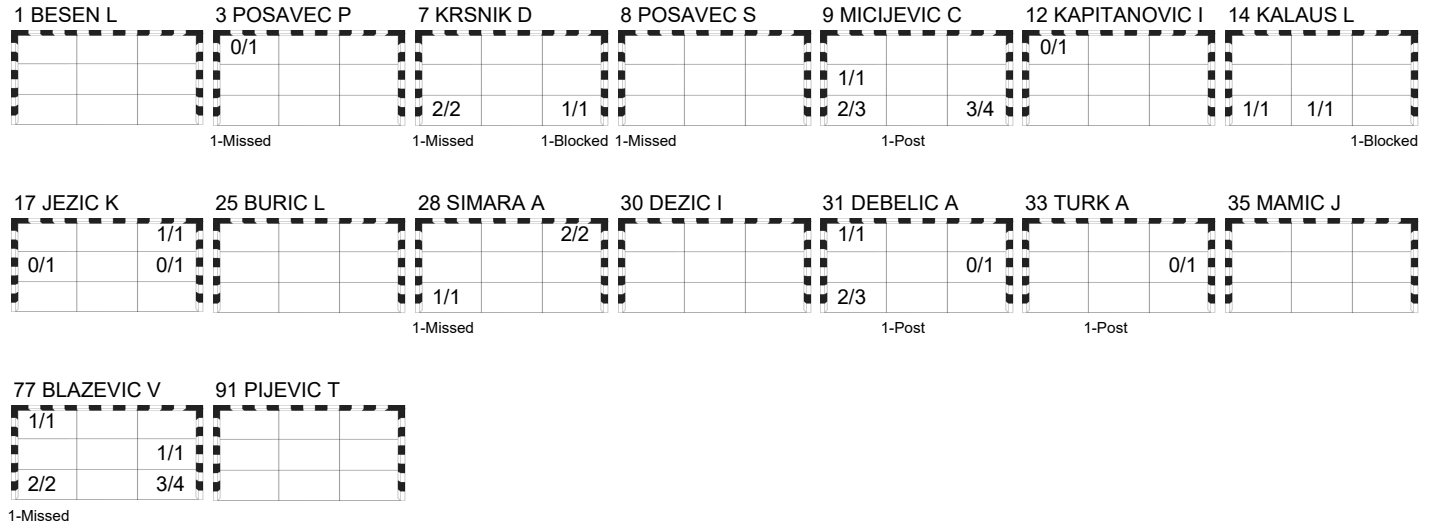 1 BESEN L 3 POSAVEC P 7 KRSNIK D 8 POSAVEC S 9 MICIJEVIC C 12 KAPITANOVIC I 14 KALAUS L
0/1 0/1
1/1
2/2 1/1 2/3 3/4 1/1 1/1
1-Missed 1-Missed 1-Blocked 1-Missed 1-Post 1-Blocked
17 JEZIC K 25 BURIC L 28 SIMARA A 30 DEZIC I 31 DEBELIC A 33 TURK A 35 MAMIC J
1/1 2/2 1/1
0/1 0/1 0/1 0/1
1/1 2/3
1-Missed 1-Post 1-Post
77 BLAZEVIC V 91 PIJEVIC T
1/1
1/1
2/2 3/4
1-Missed